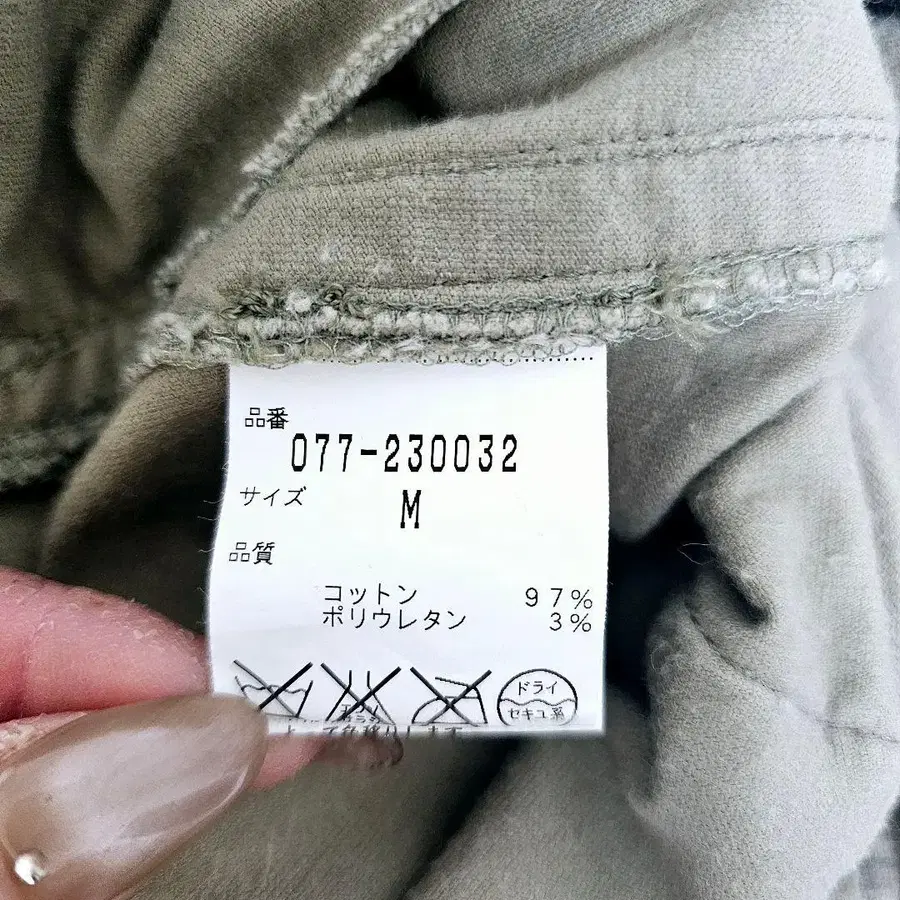 品番
077-230032
サイズ
M
品質
コットン 97%
ポリウレタン 3%
ドライ
セキユ系